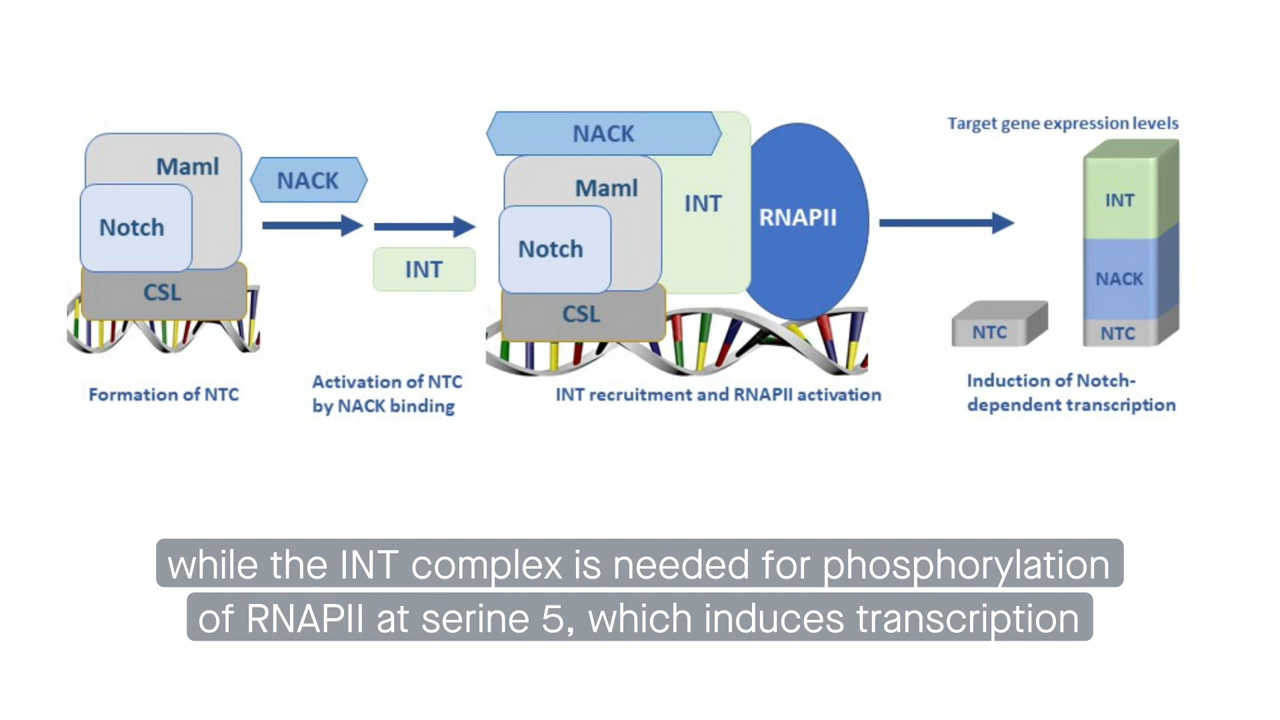 Maml
Notch
CSL
Formation of NTC
NACK
INT
Activation of NTC
by NACK binding
NACK
Maml
INT
RNAPII
Notch
CSL
INT recruitment and RNAPII activation
Target gene expression levels
INT
NACK
NTC
NTC
Induction of Notch-
dependent transcription
while the INT complex is needed for phosphorylation
of RNAPII at serine 5, which induces transcription